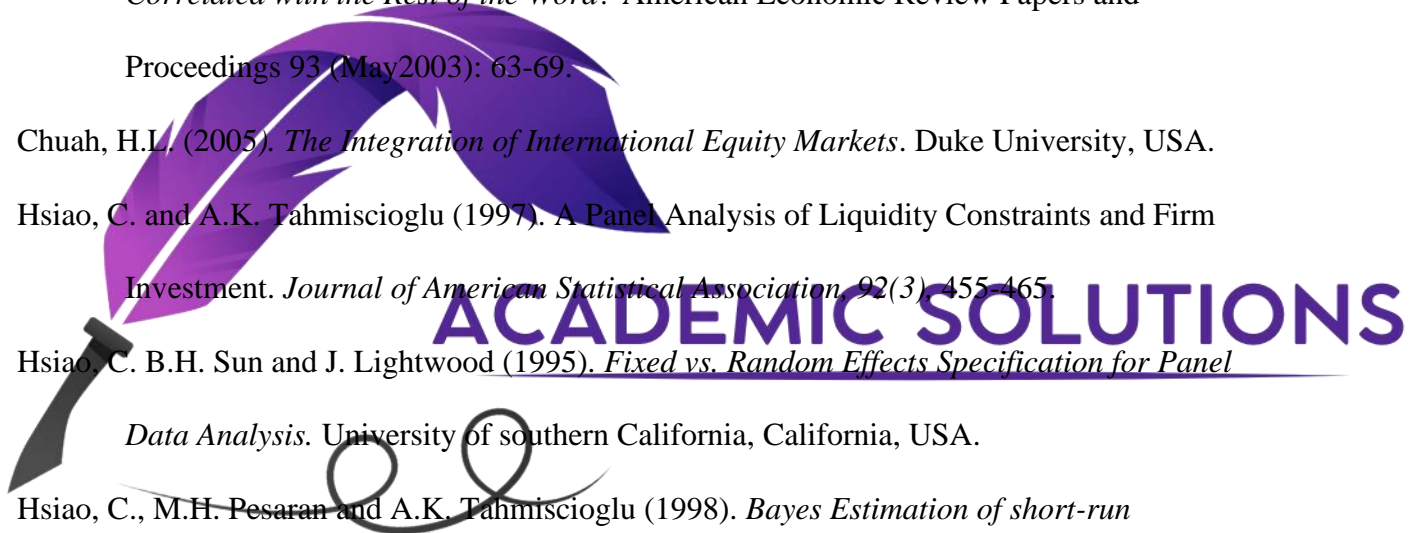 Correlated with the Rest of the Word? American Economic Review Papers and
Proceedings 93 (May2003): 63-69.
Chuah, H.L. (2005). The Integration of International Equity Markets. Duke University, USA.
Hsiao, C. and A.K. Tahmiscioglu (1997). A Panel Analysis of Liquidity Constraints and Firm
Investment. Journal of American Statistical Association, 92(3), 455-465.
ACADEMIC SOLUTIONS
Hsiao, C. B.H. Sun and J. Lightwood (1995). Fixed vs. Random Effects Specification for Panel
Data Analysis. University of southern California, California, USA.
Hsiao, C., M.H. Pesaran and A.K. Tahmiscioglu (1998). Bayes Estimation of short-run